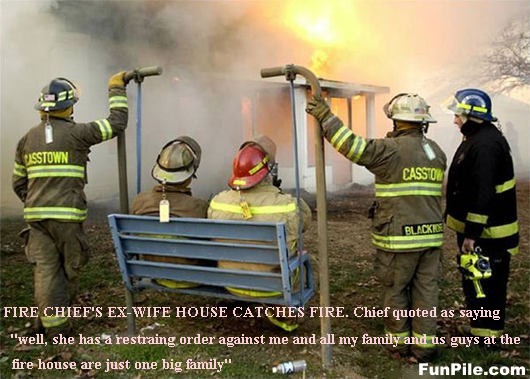 CASSTOWN
CASSTOWN
BLACKMORE
FIRE CHIEF'S EX-WIFE HOUSE CATCHES FIRE. Chief quoted as saying
"well, she has a restraing order against me and all my family and us guys at the
fire house are just one big family"
FunPile.com